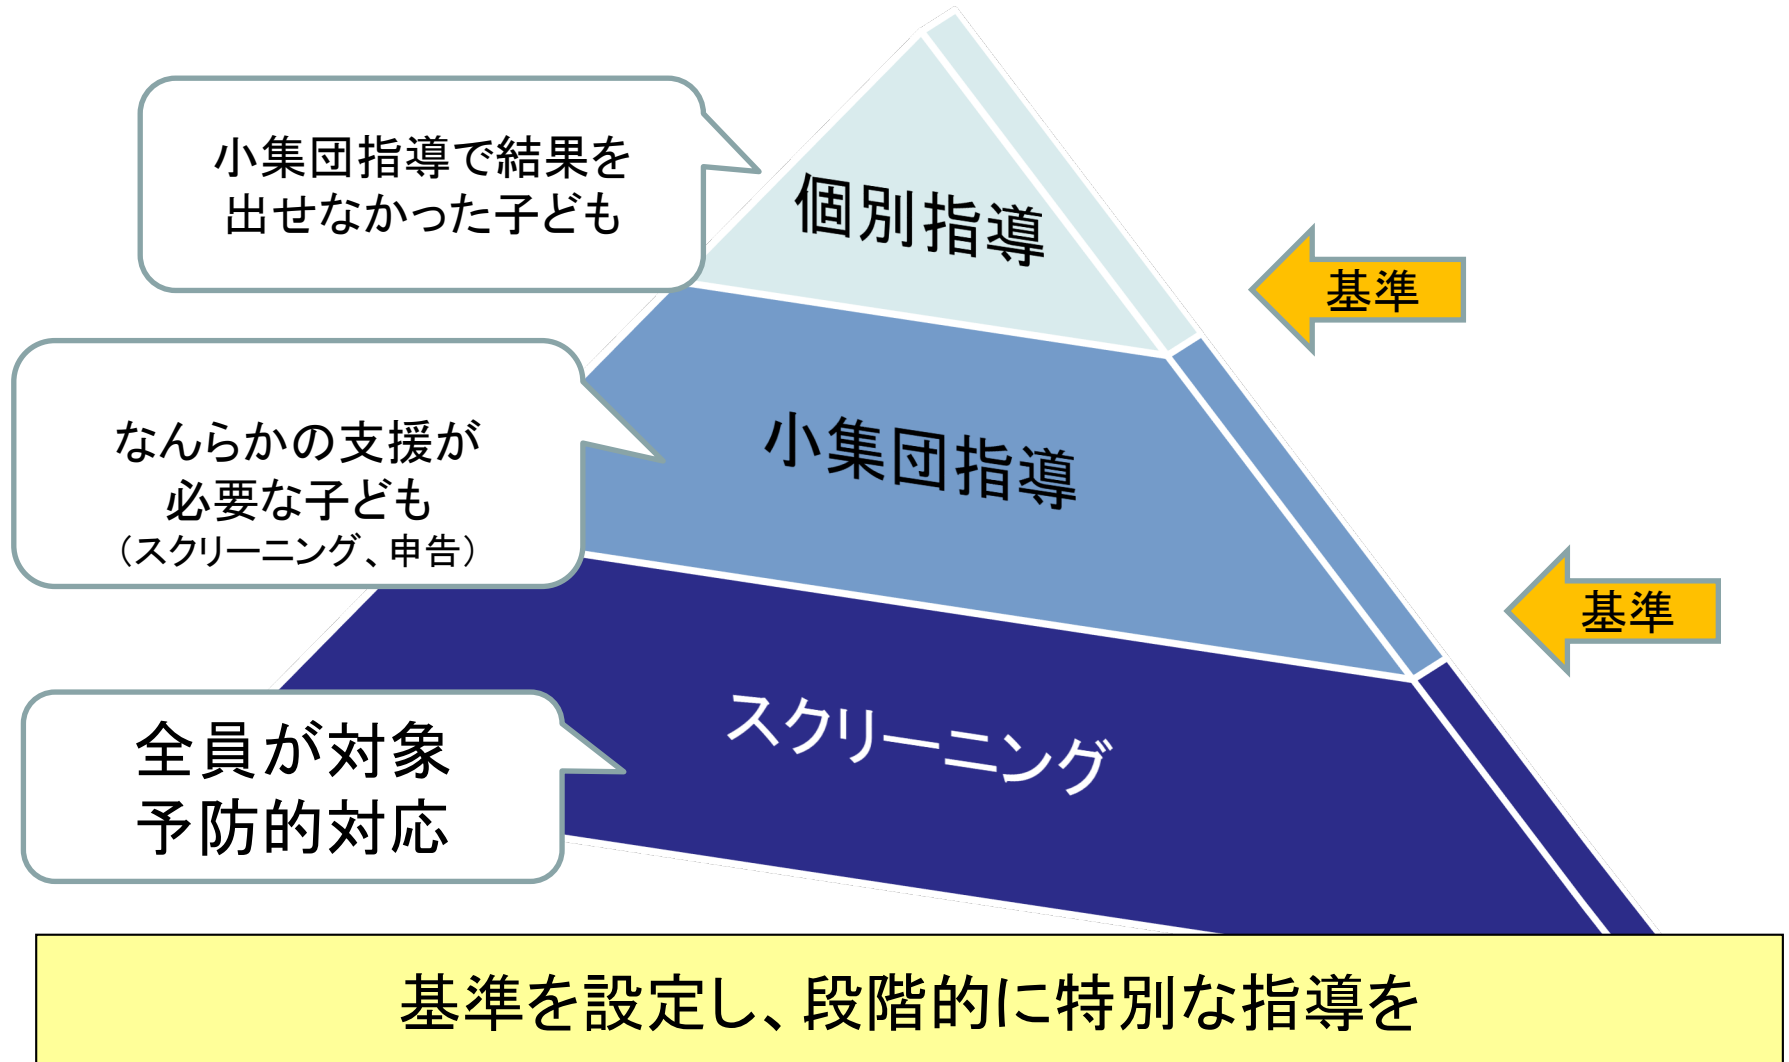 小集団指導で結果を
出せなかった子ども
個別指導
基準
なんらかの支援が
必要な子ども
（スクリーニング、申告）
小集団指導
基準
全員が対象
予防的対応
スクリーニング
基準を設定し、段階的に特別な指導を